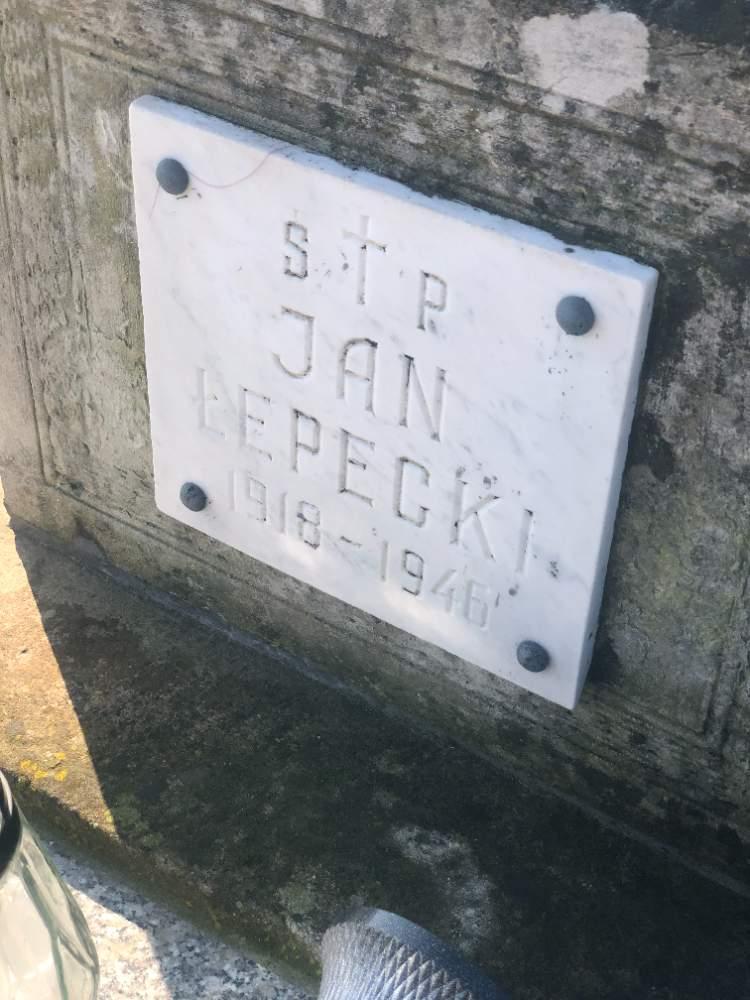 S † P
JAN
ŁEPECKI
1918-1946